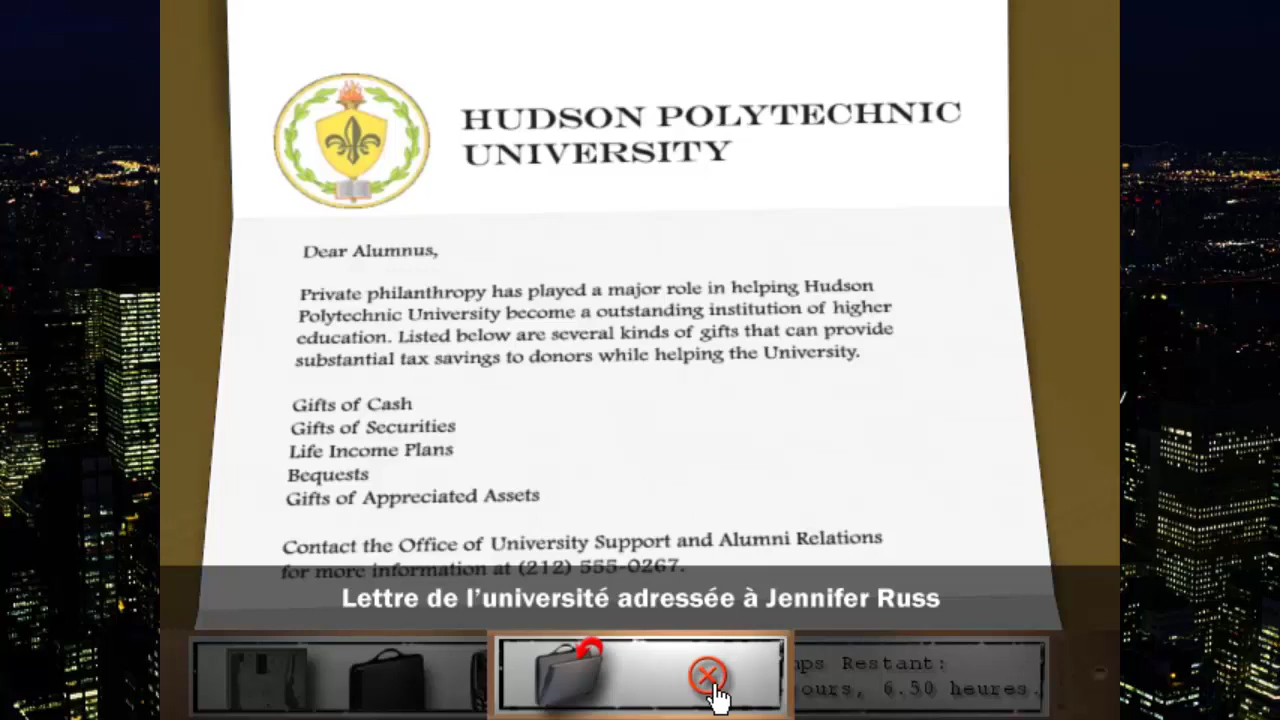 HUDSON POLYTECHNIC
UNIVERSITY
Dear Alumnus,
Private philanthropy has played a major role in helping Hudson
Polytechnic University become a outstanding institution of higher
education. Listed below are several kinds of gifts that can provide
substantial tax savings to donors while helping the University.
Gifts of Cash
Gifts of Securities
Life Income Plans
Bequests
Gifts of Appreciated Assets
Contact the Office of University Support and Alumni Relations
for more information at (212) 555-0267.
Lettre de l'université adressée à Jennifer Russ
mps Restant:
ours, 6.50 heures.